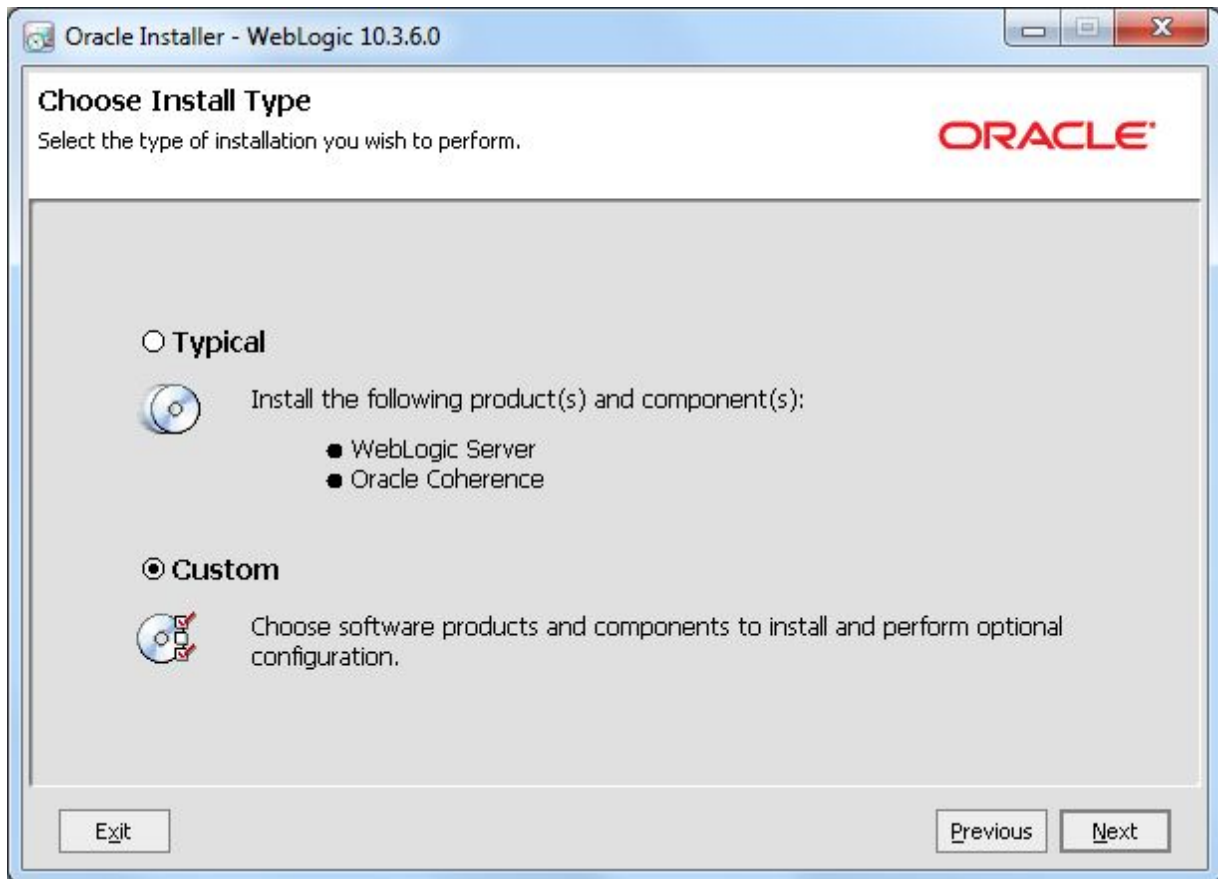 Oracle Installer - WebLogic 10.3.6.0
Choose Install Type
Select the type of installation you wish to perform.
ORACLE
Typical
Install the following product(s) and component(s):
WebLogic Server
Oracle Coherence
Custom
Choose software products and components to install and perform optional
configuration.
Exit
Previous
Next